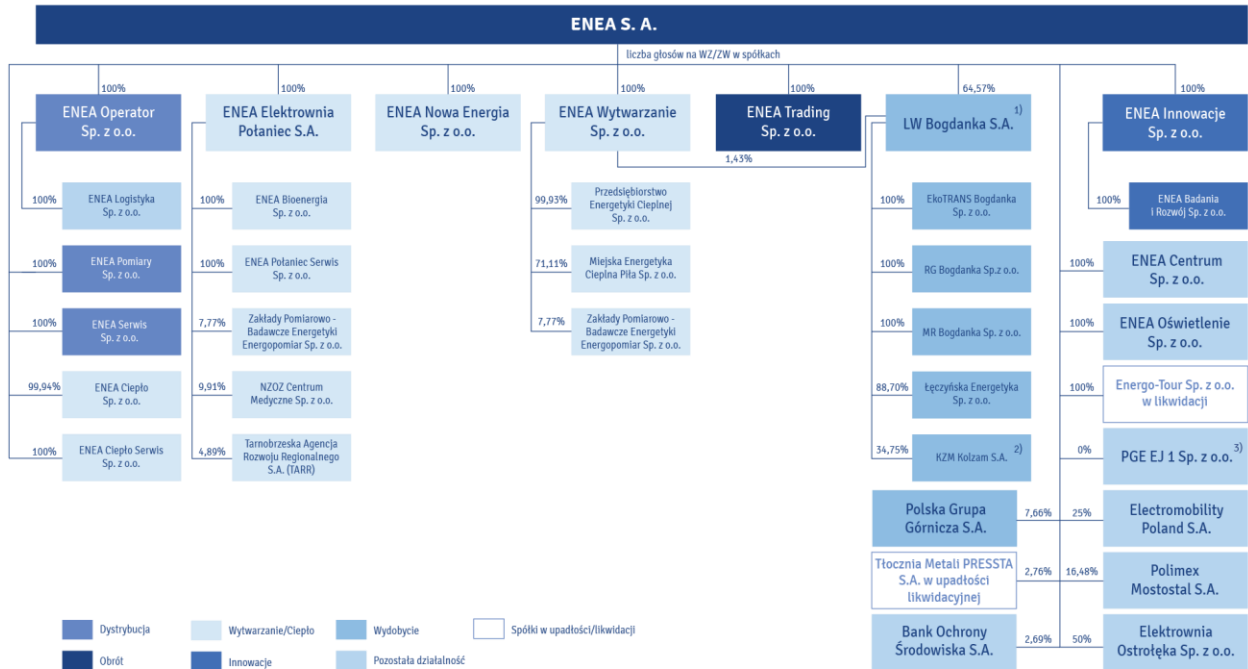 ENEA S. A.
liczba głosów na WZ/ZW w spółkach
100%
100%
100%
100%
64,57%
100%
ENEA Operator
Sp. z o.o.
ENEA Elektrownia
Połaniec S.A.
ENEA Nowa Energia
Sp. z o.o.
ENEA Wytwarzanie
Sp. z o.o.
ENEA Trading
Sp. z o.o.
LW Bogdanka S.A. 1)
ENEA Innowacje
Sp. z o.o.
100%
1,43%
100%
ENEA Logistyka
Sp. z o.o.
100%
ENEA Pomiary
Sp. z o.o.
100%
ENEA Serwis
Sp. z o.o.
99,94%
ENEA Ciepło
Sp. z o.o.
100%
ENEA Ciepło Serwis
Sp. z o.o.
100%
ENEA Bioenergia
Sp. z o.o.
100%
ENEA Połaniec Serwis
Sp. z o.o.
7,77%
Zakłady Pomiarowo -
Badawcze Energetyki
Energopomiar Sp. z o.o.
9,91%
NZOZ Centrum
Medyczne Sp. z o.o.
4,89%
Tarnobrzeska Agencja
Rozwoju Regionalnego
S.A. (TARR)
99,93%
Przedsiębiorstwo
Energetyki Cieplnej
Sp. z o.o.
71,11%
Miejska Energetyka
Cieplna Piła Sp. z o.o.
7,77%
Zakłady Pomiarowo -
Badawcze Energetyki
Energopomiar Sp. z o.o.
100%
EkoTRANS Bogdanka
Sp. z o.o.
100%
RG Bogdanka Sp.z o.o.
100%
MR Bogdanka Sp. z o.o.
88,70%
Łęczyńska Energetyka
Sp. z o.o.
34,75%
KZM Kolzam S.A. 2)
100%
ENEA Badania
i Rozwój Sp. z o.o.
100%
ENEA Centrum
Sp. z o.o.
100%
ENEA Oświetlenie
Sp. z o.o.
100%
Energo-Tour Sp. z o.o.
w likwidacji
0%
PGE EJ 1 Sp. z o.o. 3)
Polska Grupa
Górnicza S.A.
7,66%
25%
Electromobility
Poland S.A.
Tłocznia Metali PRESSTA
S.A. w upadłości
likwidacyjnej
2,76%
16,48%
Polimex
Mostostal S.A.
Bank Ochrony
Środowiska S.A.
2,69%
50%
Elektrownia
Ostrołęka Sp. z o.o.
Dystrybucja
Wytwarzanie/Ciepło
Wydobycie
Spółki w upadłości/likwidacji
Obrót
Innowacje
Pozostała działalność